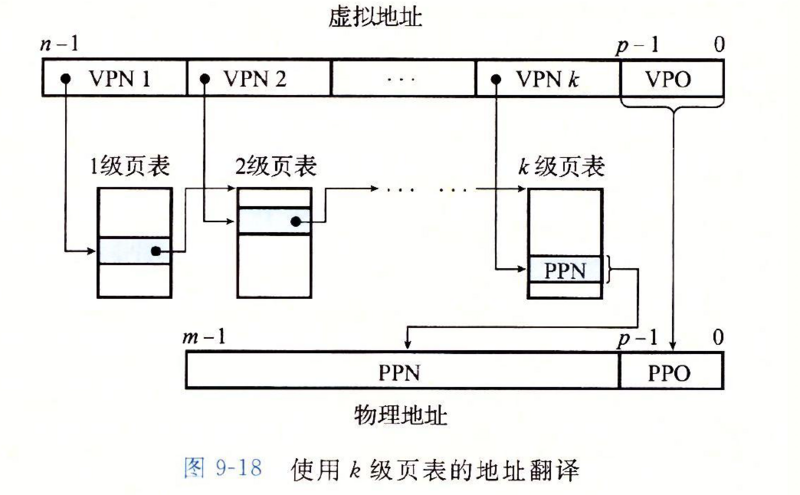 虚拟地址
n-1 p-1 0
VPN 1 VPN 2 ... VPN k VPO
1级页表 2级页表 k级页表
... ...
PPN
m-1 p-1 0
PPN PPO
物理地址
图 9-18 使用 k 级页表的地址翻译